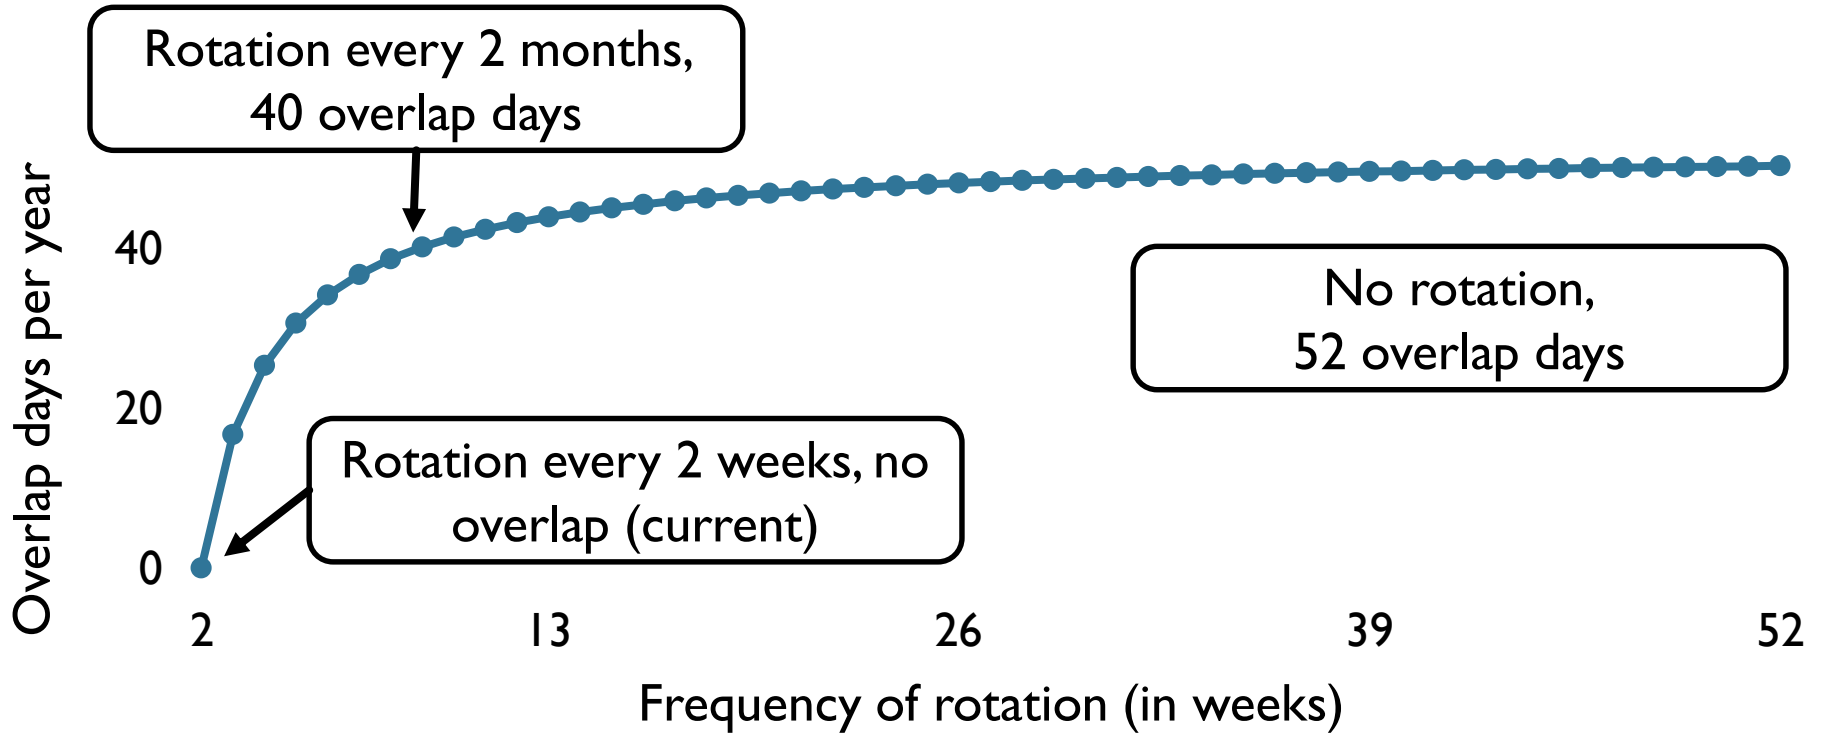 Rotation every 2 months,
40 overlap days
Overlap days per year
40
20
0
No rotation,
52 overlap days
Rotation every 2 weeks, no
overlap (current)
2
13
26
39
52
Frequency of rotation (in weeks)